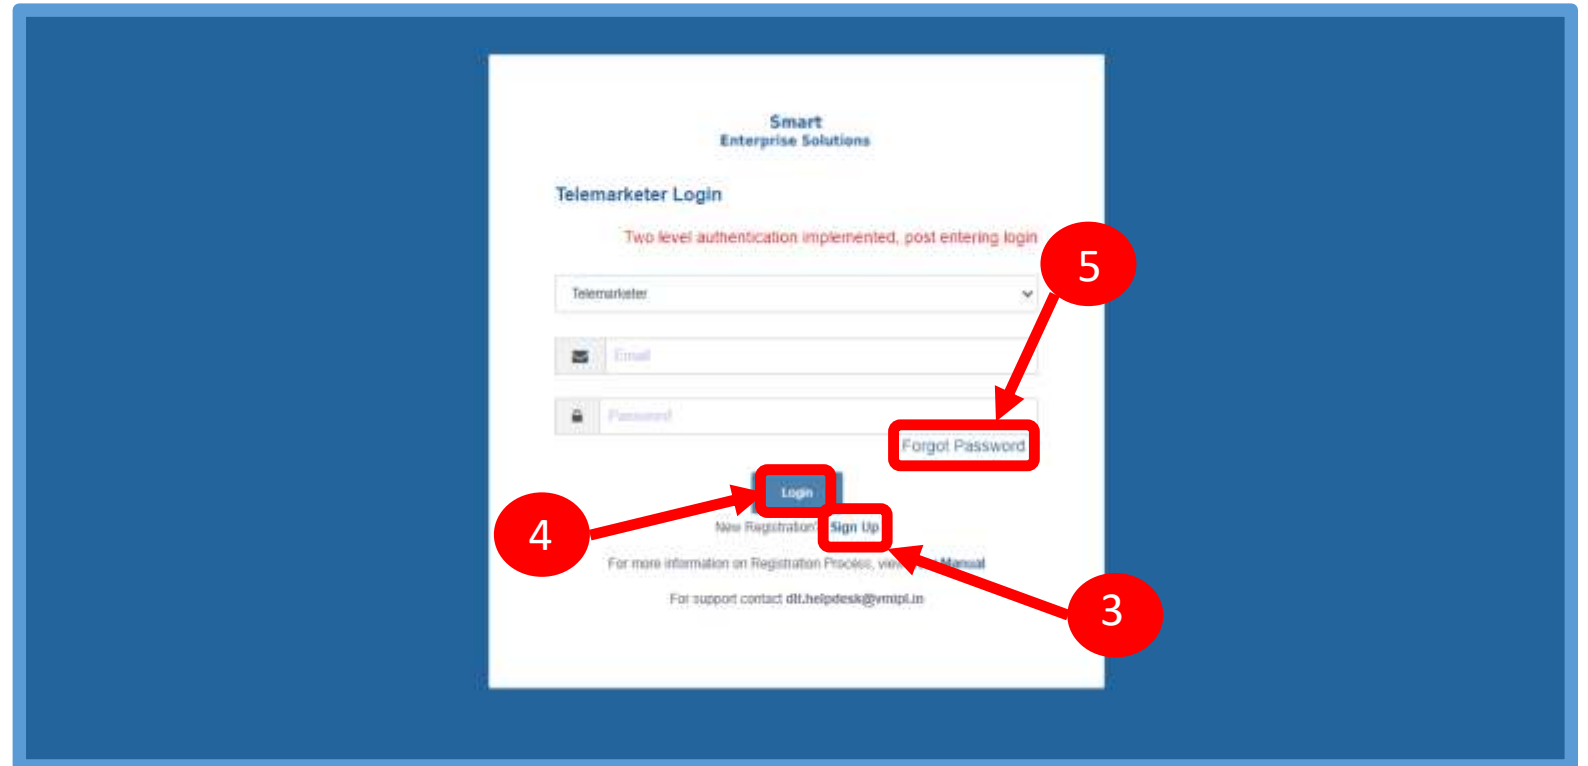 Smart
Enterprise Solutions
Telemarketer Login
Two level authentication implemented, post entering login
5
Telemarketer
Email
Password
Forgot Password
Login
4
New Registration? Sign Up
For more information on Registration Process, view Manual
3
For support contact dlt.helpdesk@vmipl.in